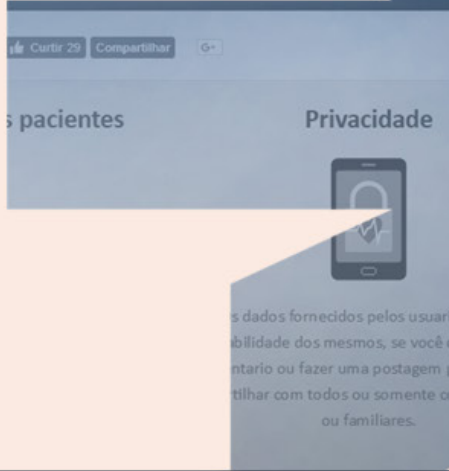 Curtir 29 Compartilhar G+
s pacientes
Privacidade
s dados fornecidos pelos usuar
bilidade dos mesmos, se você
ntario ou fazer uma postagem
tilhar com todos ou somente c
ou familiares.